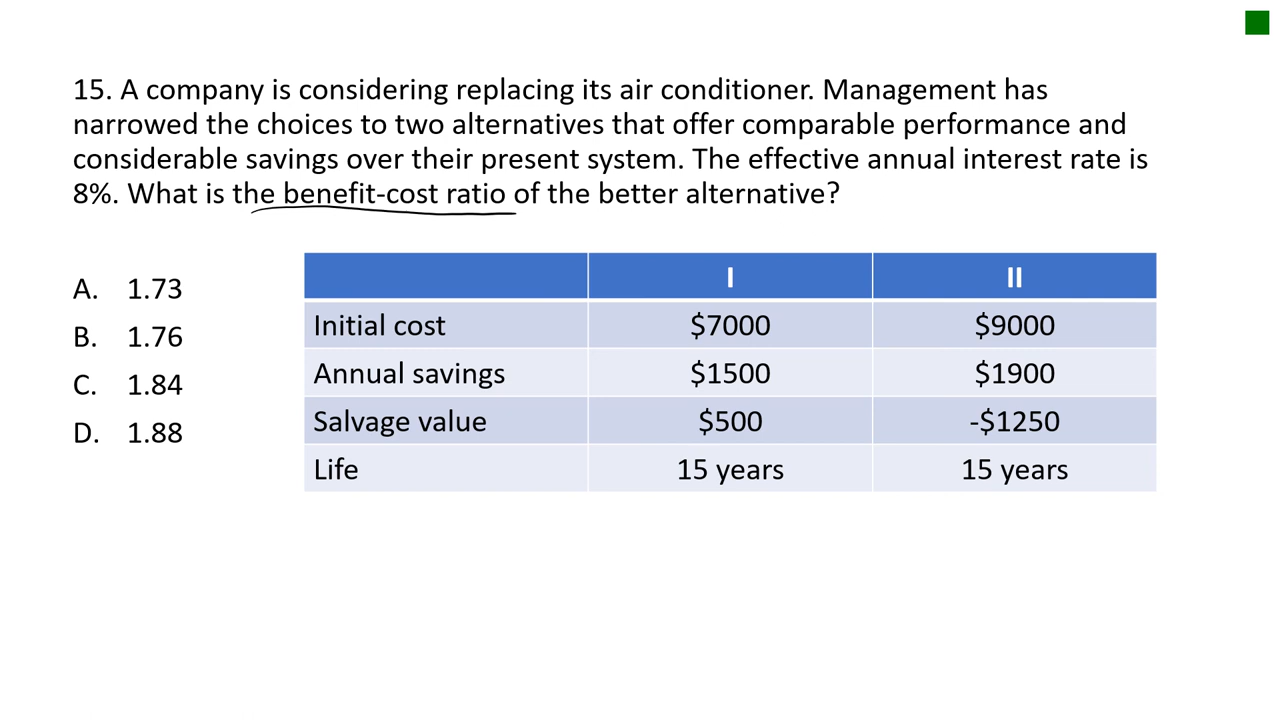 15. A company is considering replacing its air conditioner. Management has
narrowed the choices to two alternatives that offer comparable performance and
considerable savings over their present system. The effective annual interest rate is
8%. What is the benefit-cost ratio of the better alternative?
A. 1.73
B. 1.76
C. 1.84
D. 1.88
I II
Initial cost $7000 $9000
Annual savings $1500 $1900
Salvage value $500 -$1250
Life 15 years 15 years